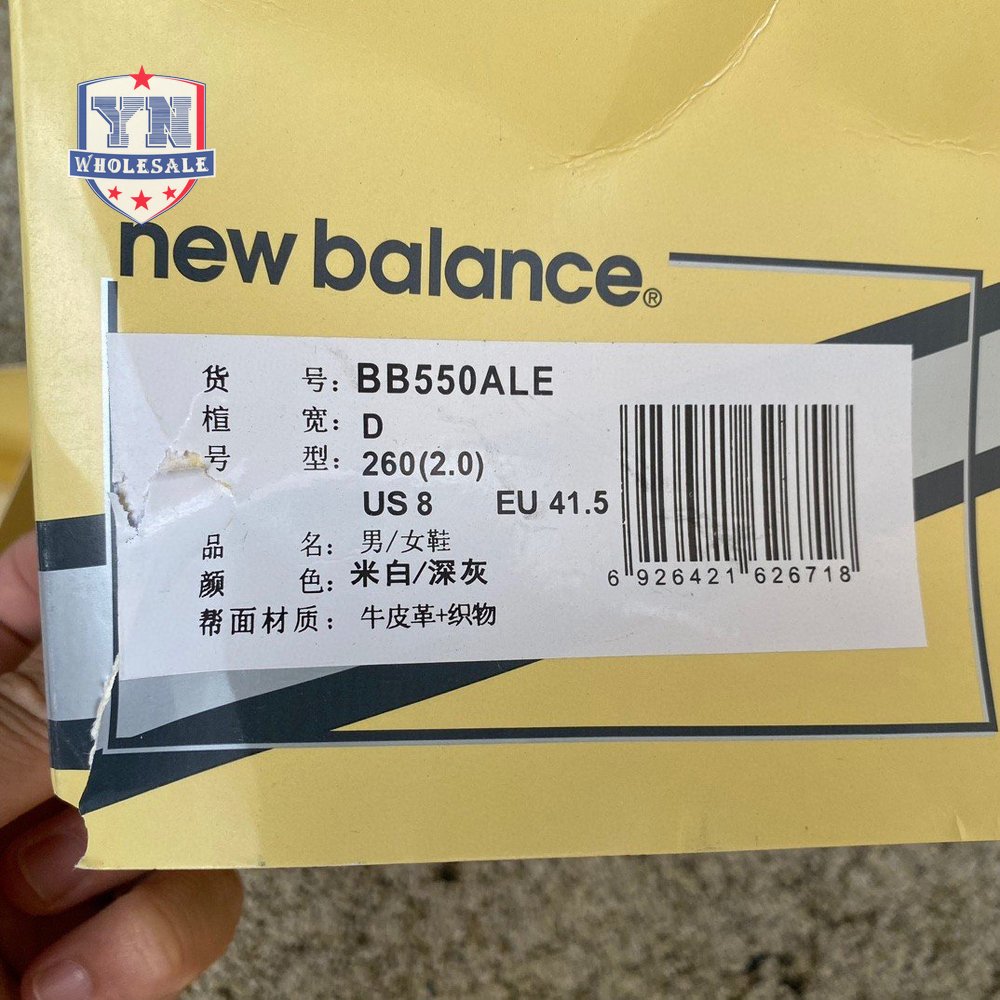 YN
WHOLESALE
new balance®
货 号: BB550ALE
楦 宽: D
号 型: 260(2.0)
US 8 EU 41.5
品 名: 男/女鞋
颜 色: 米白/深灰
帮面材质: 牛皮革+织物
6 926421 626718